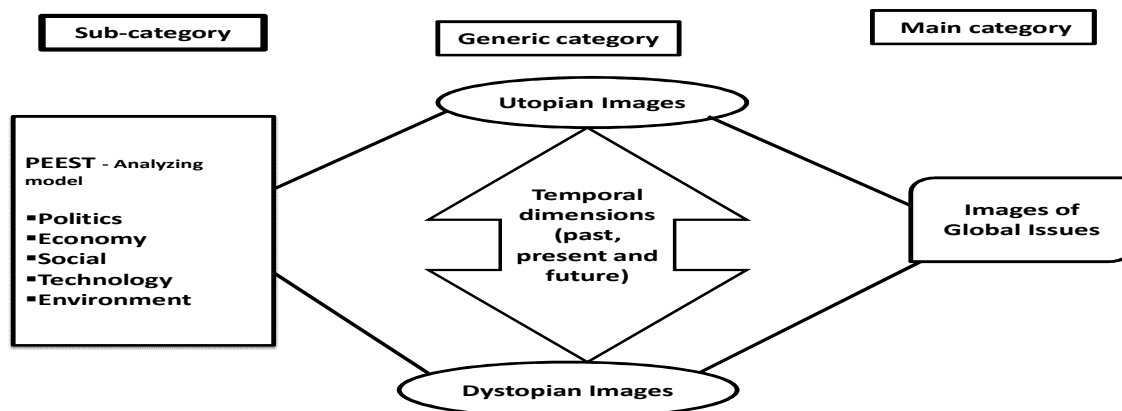 Sub-category
Generic category
Main category
Utopian Images
PEEST - Analyzing
model
▪Politics
▪Economy
▪Social
▪Technology
▪Environment
Temporal
dimensions
(past,
present and
future)
Images of
Global Issues
Dystopian Images